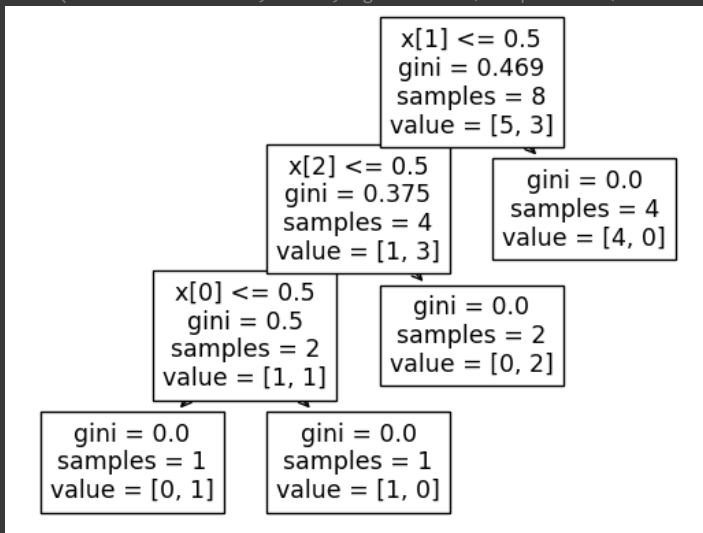 x[1] <= 0.5
gini = 0.469
samples = 8
value = [5, 3]
x[2] <= 0.5
gini = 0.375
samples = 4
value = [1, 3]
gini = 0.0
samples = 4
value = [4, 0]
x[0] <= 0.5
gini = 0.5
samples = 2
value = [1, 1]
gini = 0.0
samples = 2
value = [0, 2]
gini = 0.0
samples = 1
value = [0, 1]
gini = 0.0
samples = 1
value = [1, 0]